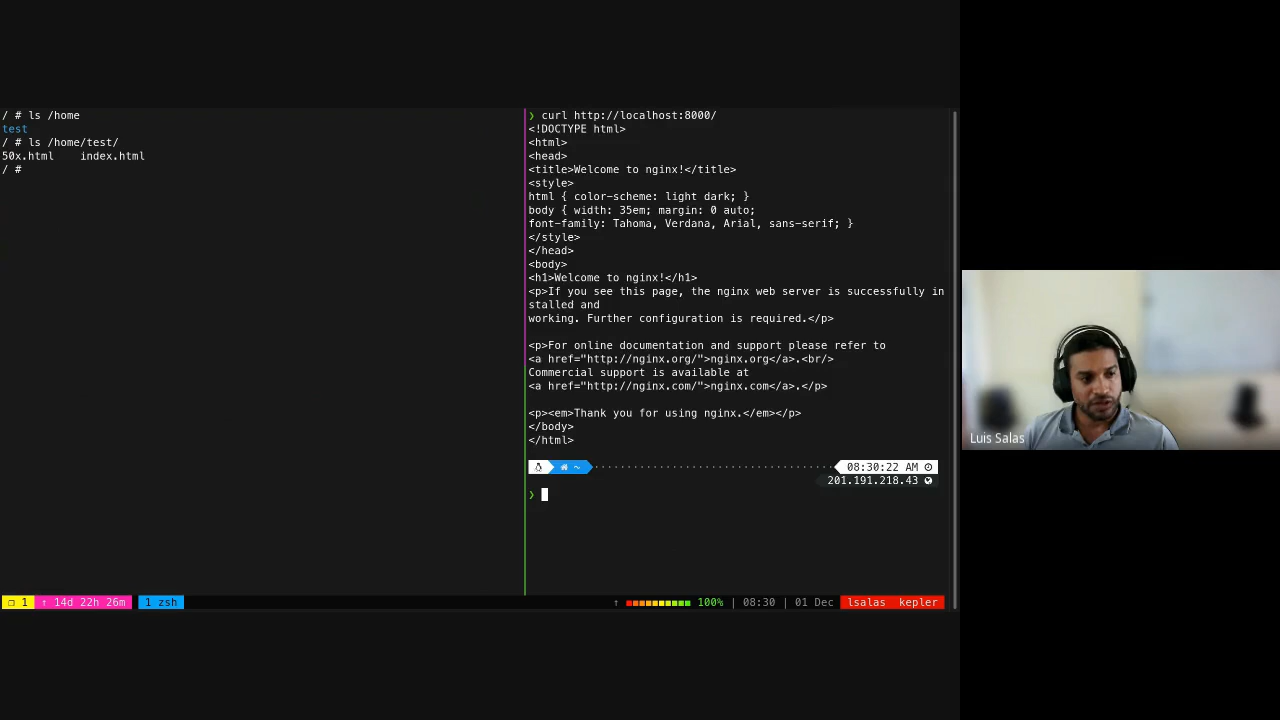 / # ls /home
test
/ # ls /home/test/
50x.html    index.html
/ #
❯ curl http://localhost:8000/
<!DOCTYPE html>
<html>
<head>
<title>Welcome to nginx!</title>
<style>
html { color-scheme: light dark; }
body { width: 35em; margin: 0 auto;
font-family: Tahoma, Verdana, Arial, sans-serif; }
</style>
</head>
<body>
<h1>Welcome to nginx!</h1>
<p>If you see this page, the nginx web server is successfully in
stalled and
working. Further configuration is required.</p>
<p>For online documentation and support please refer to
<a href="http://nginx.org/">nginx.org</a>.<br/>
Commercial support is available at
<a href="http://nginx.com/">nginx.com</a>.</p>
<p><em>Thank you for using nginx.</em></p>
</body>
</html>
~ 08:30:22 AM
201.191.218.43
❯
1 ↑ 14d 22h 26m 1 zsh ↑ 100% | 08:30 | 01 Dec lsalas kepler
Luis Salas